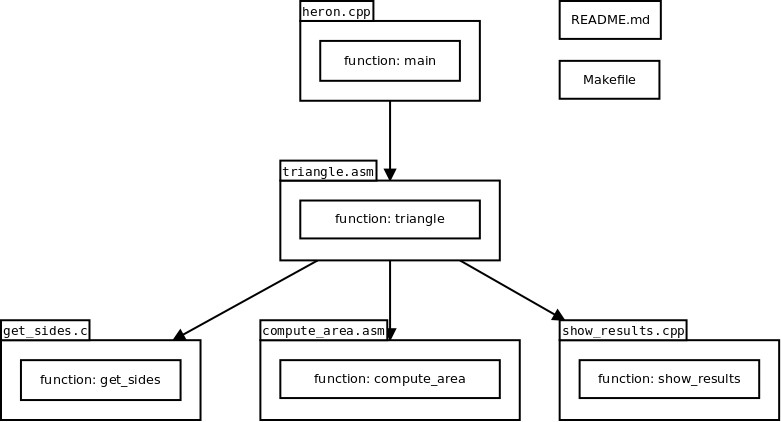 heron.cpp
function: main
README.md
Makefile
triangle.asm
function: triangle
get_sides.c
function: get_sides
compute_area.asm
function: compute_area
show_results.cpp
function: show_results